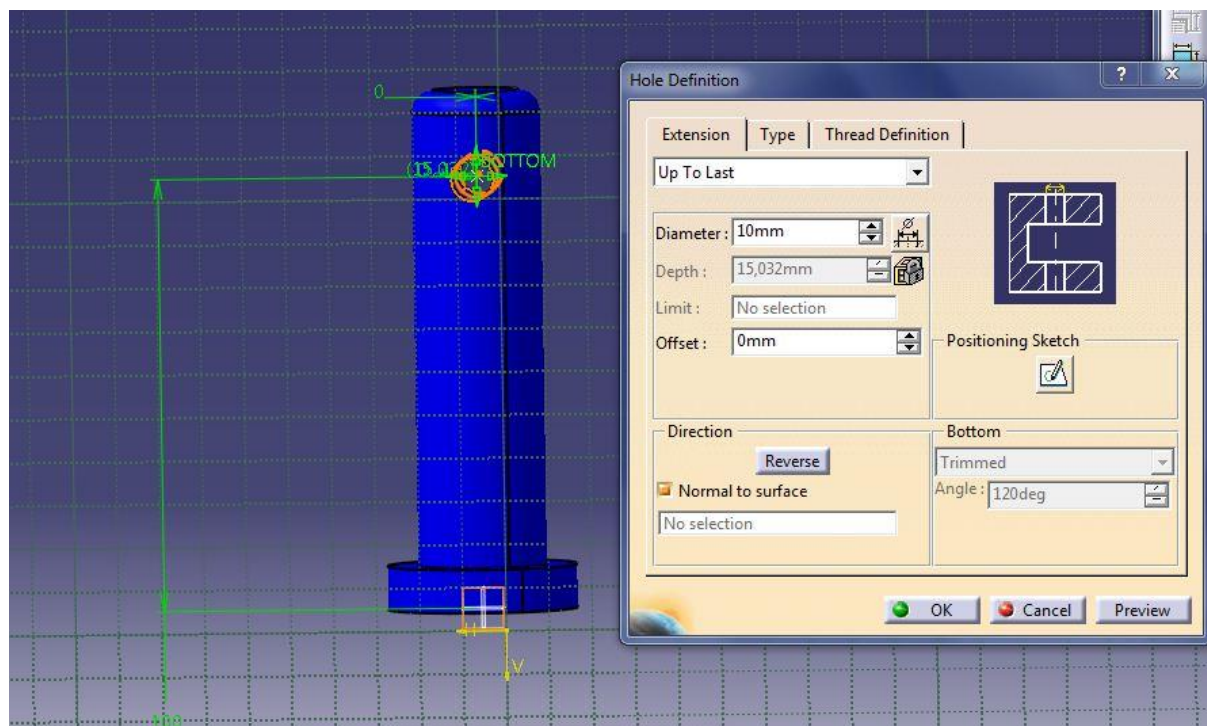 Hole Definition
? X
Extension Type Thread Definition
Up To Last
Diameter : 10mm
Depth : 15,032mm
Limit : No selection
Offset : 0mm
Positioning Sketch
Direction
Reverse
Normal to surface
No selection
Bottom
Trimmed
Angle : 120deg
OK Cancel Preview
0
BOTTOM
V